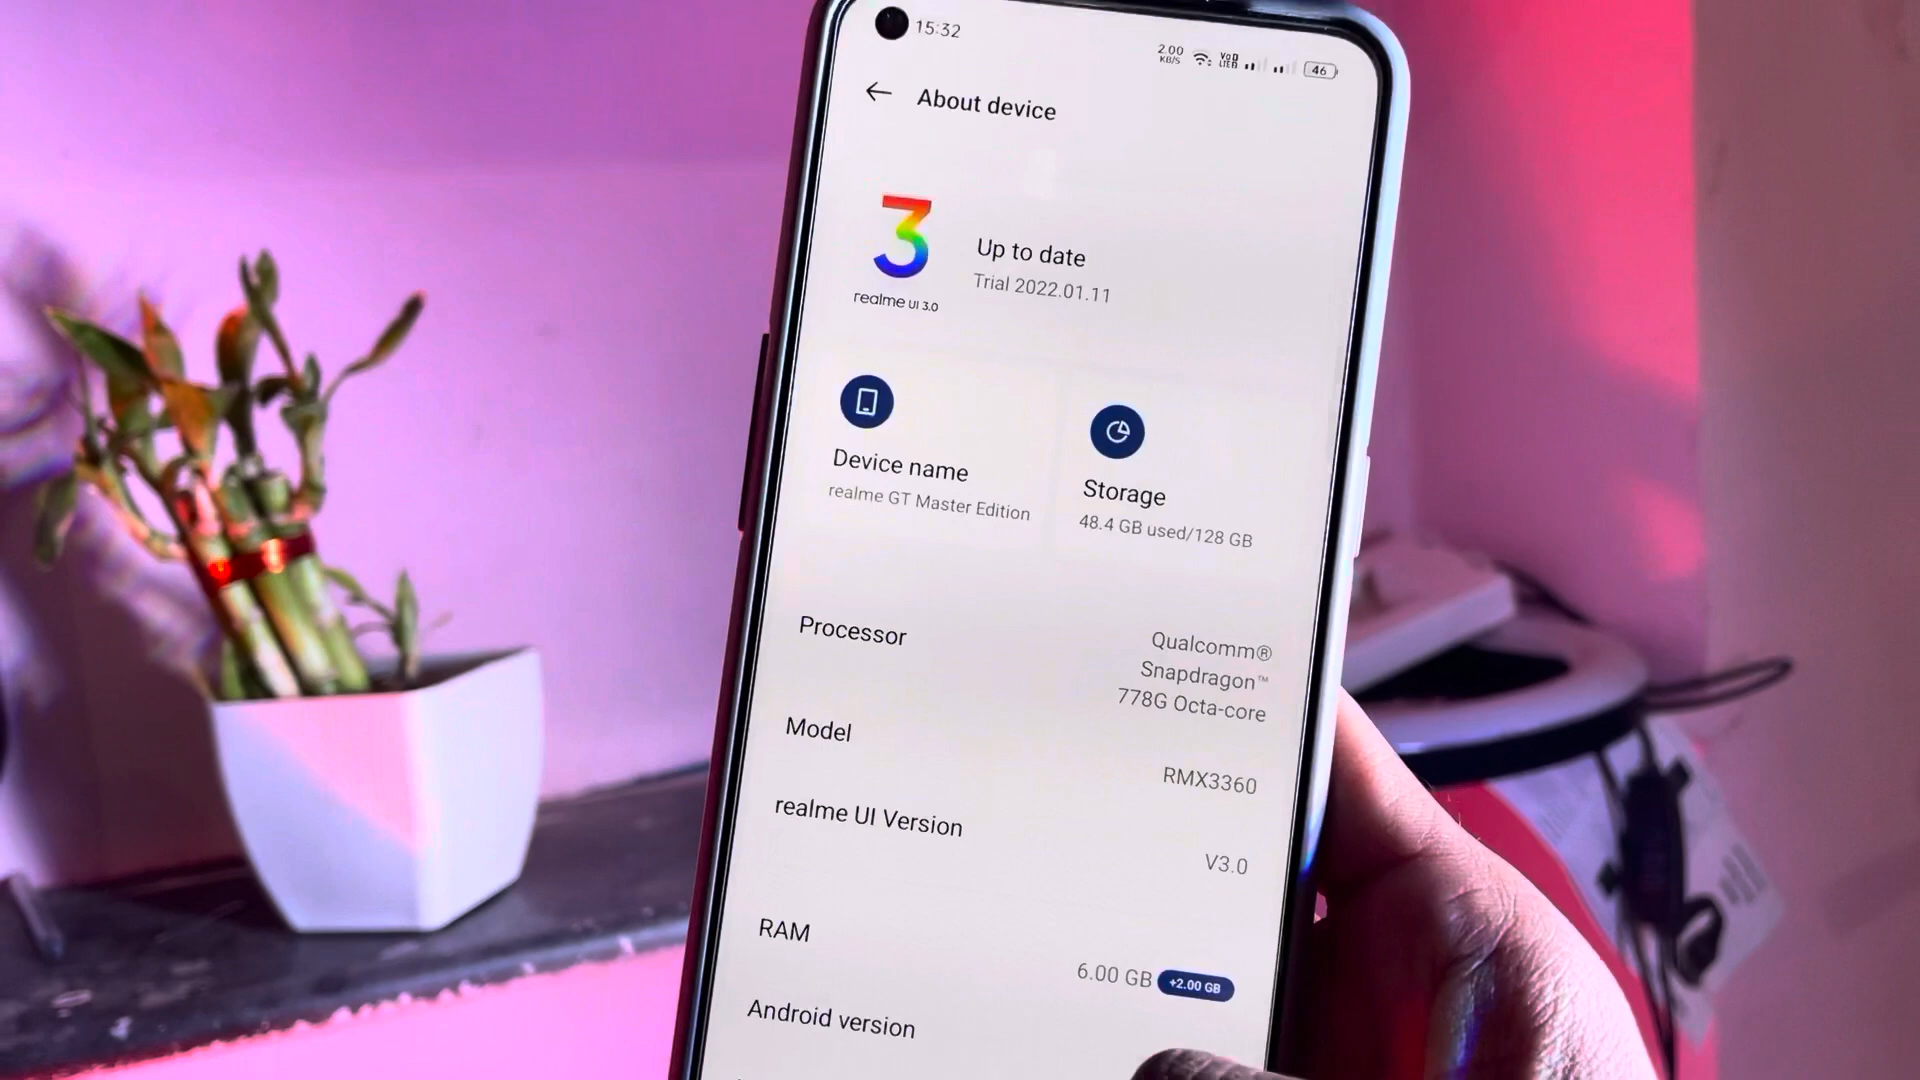 15:32
2.00
KB/S
VoD
LTE
46
About device
3
realme UI 3.0
Up to date
Trial 2022.01.11
Device name
realme GT Master Edition
Storage
48.4 GB used/128 GB
Processor
Qualcomm®
Snapdragon™
778G Octa-core
Model
RMX3360
realme UI Version
V3.0
RAM
6.00 GB +2.00 GB
Android version